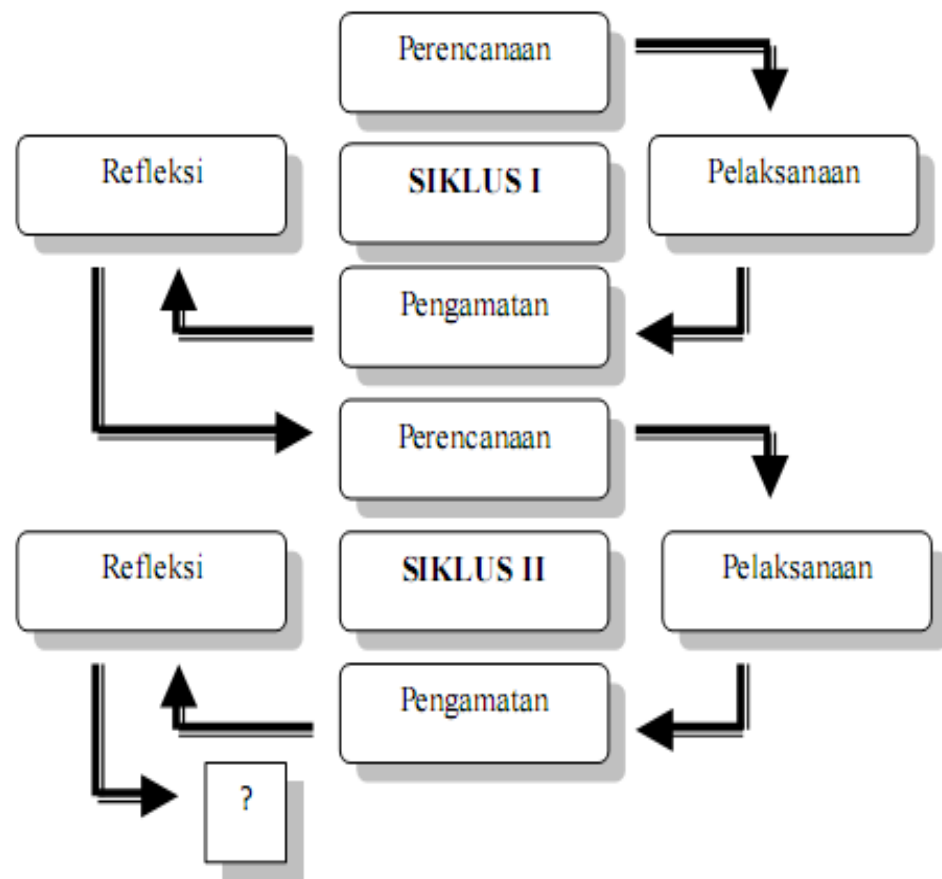 Perencanaan
Refleksi
SIKLUS I
Pelaksanaan
Pengamatan
Perencanaan
Refleksi
SIKLUS II
Pelaksanaan
Pengamatan
?